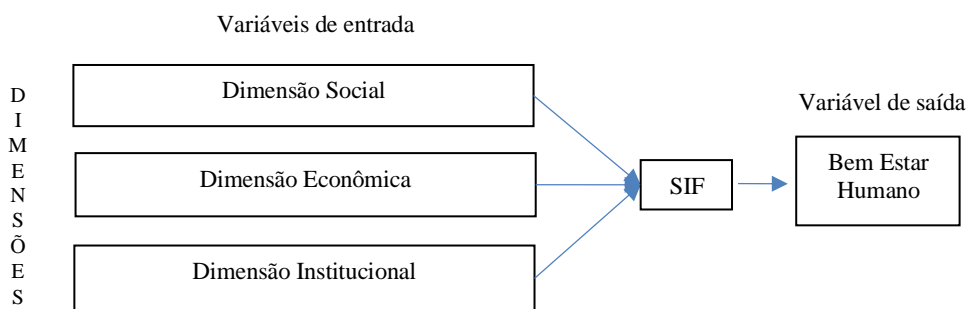 Variáveis de entrada
D
I
M
E
N
S
Õ
E
S
Dimensão Social
Dimensão Econômica
Dimensão Institucional
SIF
Variável de saída
Bem Estar
Humano